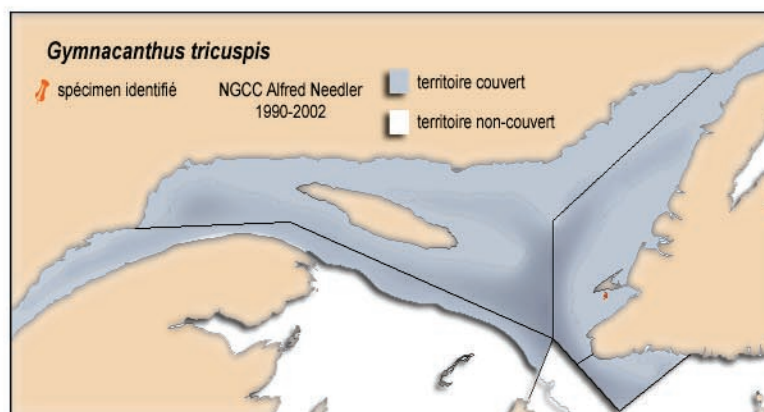 Gymnacanthus tricuspis
spécimen identifié
NGCC Alfred Needler
1990-2002
territoire couvert
territoire non-couvert